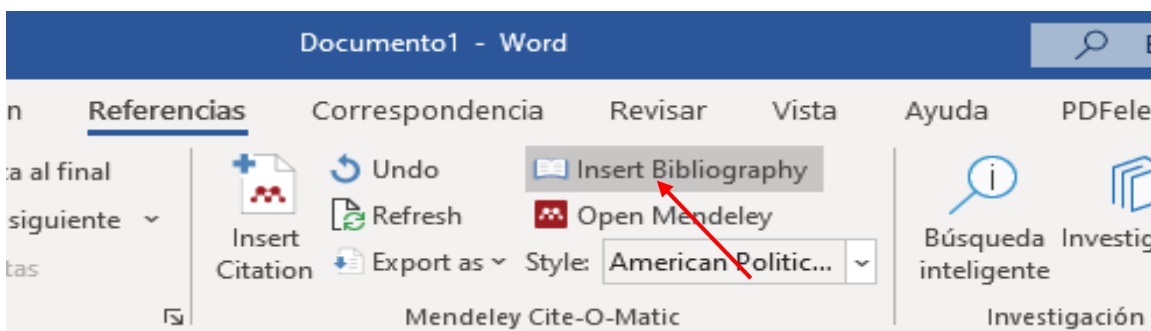 Documento1 - Word
n Referencias Correspondencia Revisar Vista Ayuda PDFele
a al final
siguiente
tas
Insert
Citation
Undo
Refresh
Export as
Insert Bibliography
Open Mendeley
Style: American Politic...
Mendeley Cite-O-Matic
Búsqueda
inteligente
Investig
Investigación